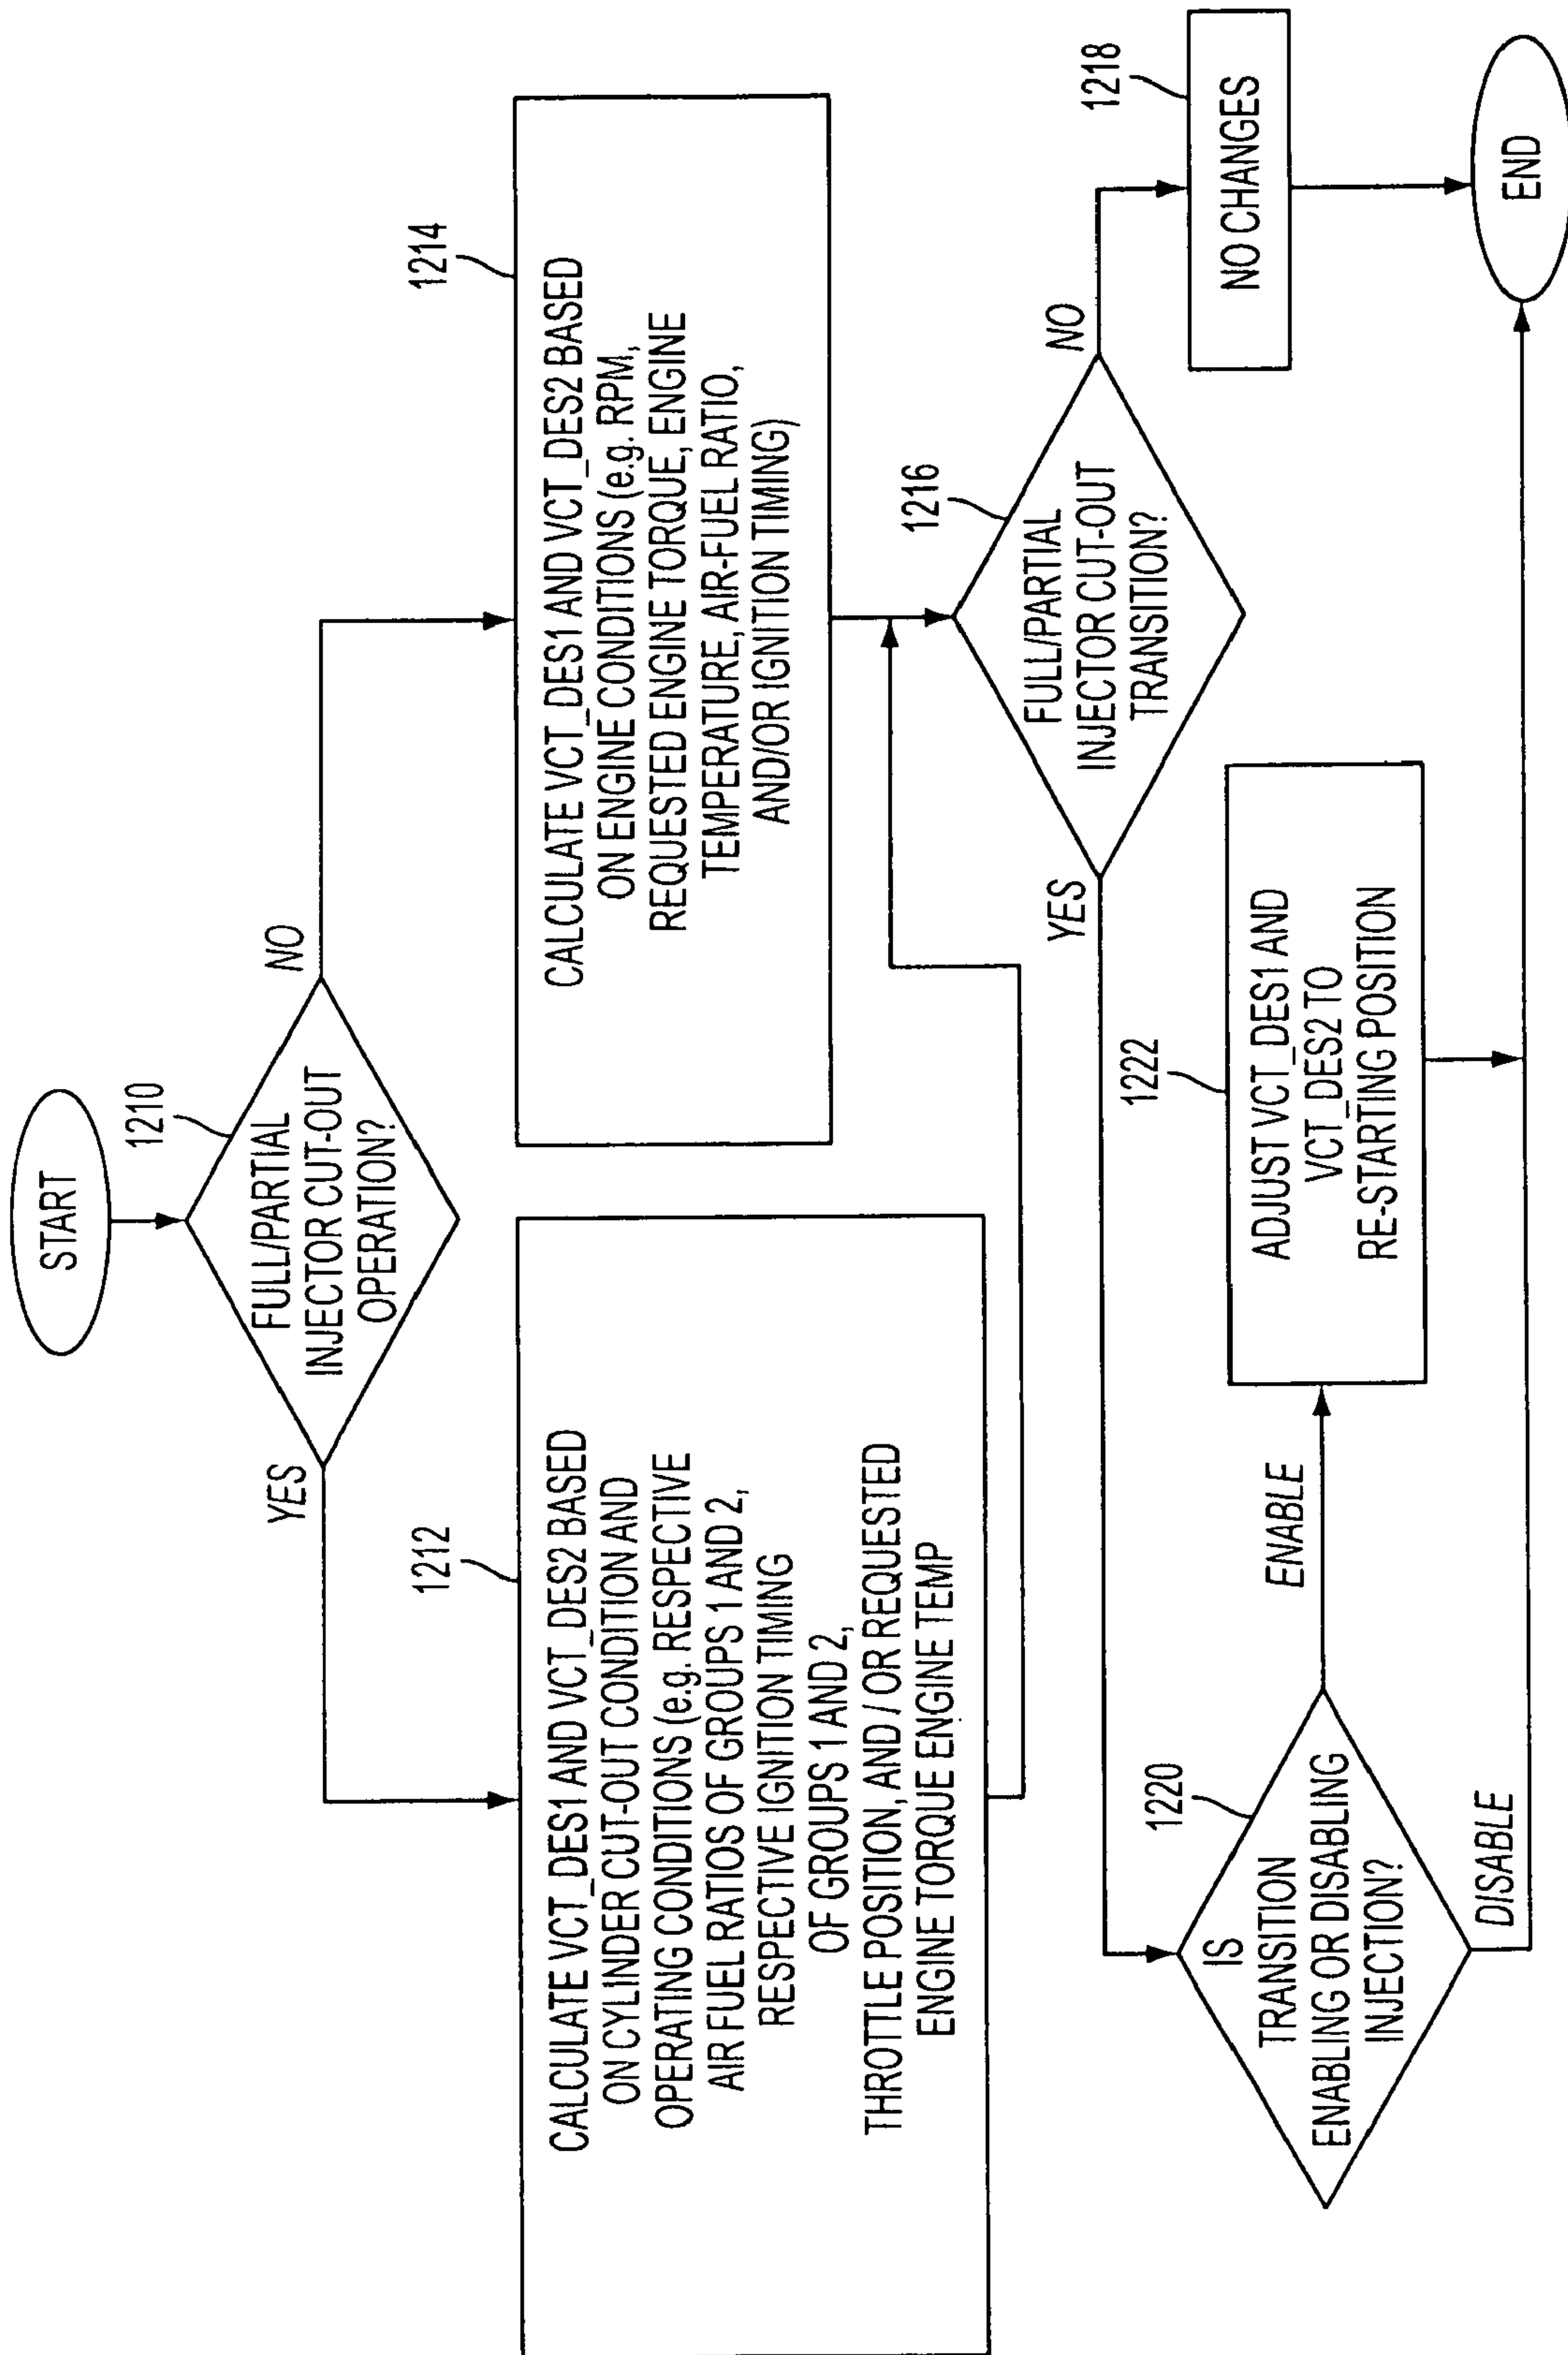 START
1210
FULL/PARTIAL
INJECTOR CUT-OUT
OPERATION?
YES
NO
1212
CALCULATE VCT_DES1 AND VCT_DES2 BASED
ON CYLINDER CUT-OUT CONDITION AND
OPERATING CONDITIONS (e.g. RESPECTIVE
AIR FUEL RATIOS OF GROUPS 1 AND 2,
RESPECTIVE IGNITION TIMING
OF GROUPS 1 AND 2,
THROTTLE POSITION, AND / OR REQUESTED
ENGINE TORQUE ENGINE TEMP
1214
CALCULATE VCT_DES1 AND VCT_DES2 BASED
ON ENGINE CONDITIONS (e.g. RPM,
REQUESTED ENGINE TORQUE, ENGINE
TEMPERATURE, AIR-FUEL RATIO,
AND/OR IGNITION TIMING)
1216
FULL/PARTIAL
INJECTOR CUT-OUT
TRANSITION?
YES
NO
1218
NO CHANGES
1220
IS
TRANSITION
ENABLING OR DISABLING
INJECTION?
ENABLE
DISABLE
1222
ADJUST VCT_DES1 AND
VCT_DES2 TO
RE-STARTING POSITION
END